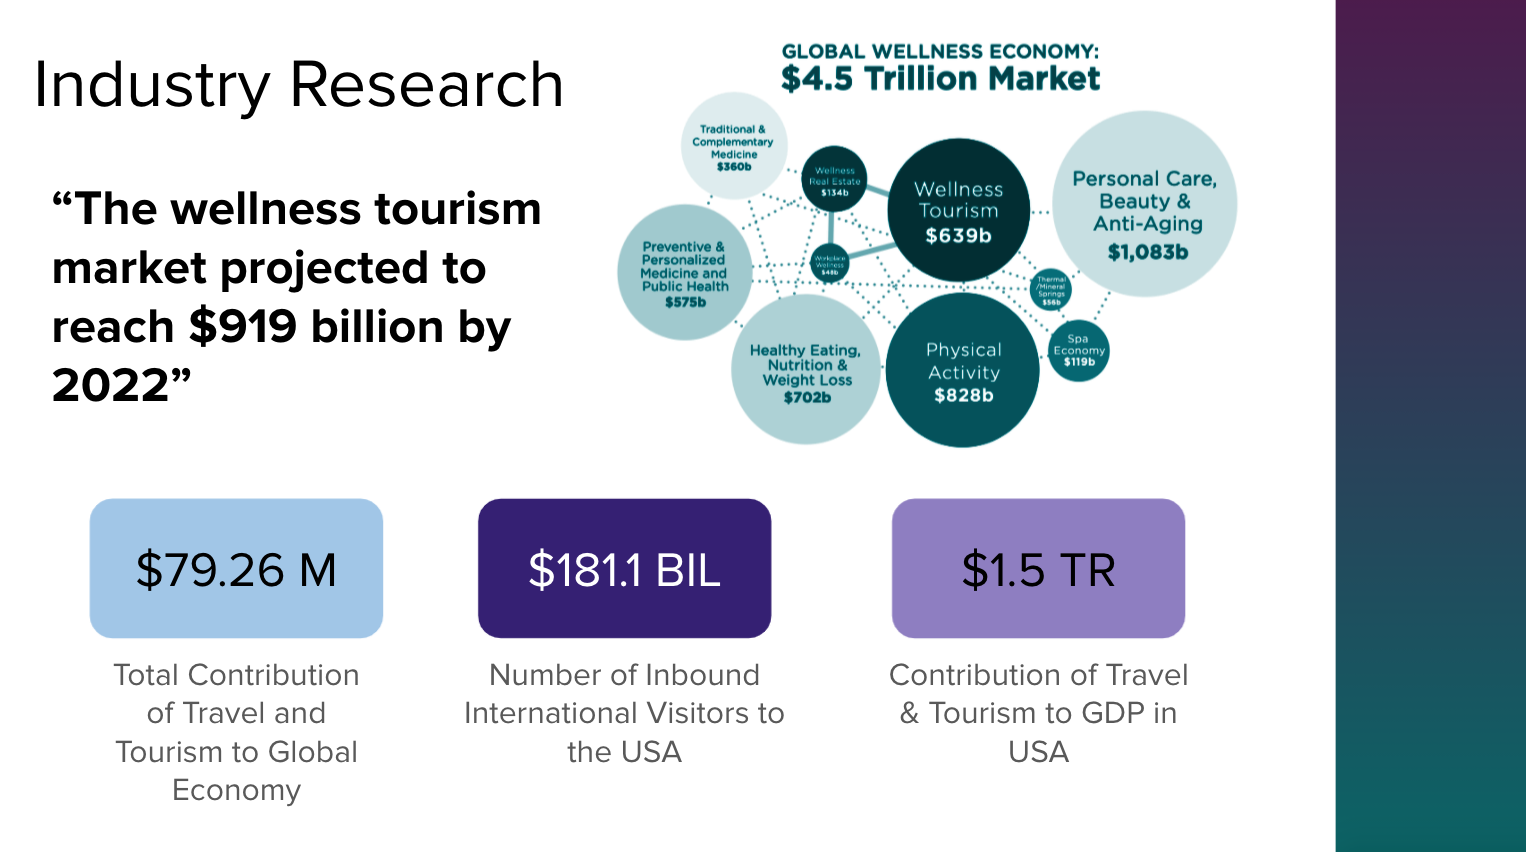 Industry Research
“The wellness tourism
market projected to
reach $919 billion by
2022”
GLOBAL WELLNESS ECONOMY:
$4.5 Trillion Market
Traditional &
Complementary
Medicine
$360b
Wellness
Real Estate
$134b
Wellness
Tourism
$639b
Personal Care,
Beauty &
Anti-Aging
$1,083b
Preventive &
Personalized
Medicine and
Public Health
$575b
Workplace
Wellness
$48b
Thermal
/Mineral
Springs
$56b
Healthy Eating,
Nutrition &
Weight Loss
$702b
Physical
Activity
$828b
Spa
Economy
$119b
$79.26 M
Total Contribution
of Travel and
Tourism to Global
Economy
$181.1 BIL
Number of Inbound
International Visitors to
the USA
$1.5 TR
Contribution of Travel
& Tourism to GDP in
USA